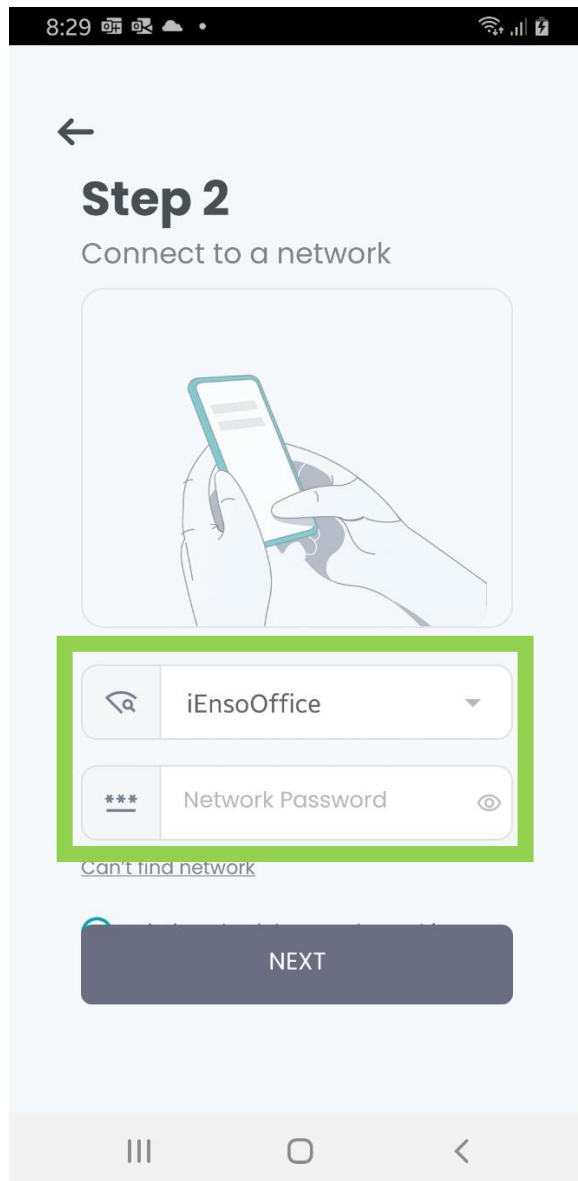 8:29
Step 2
Connect to a network
iEnsoOffice
*** Network Password
Can't find network
NEXT